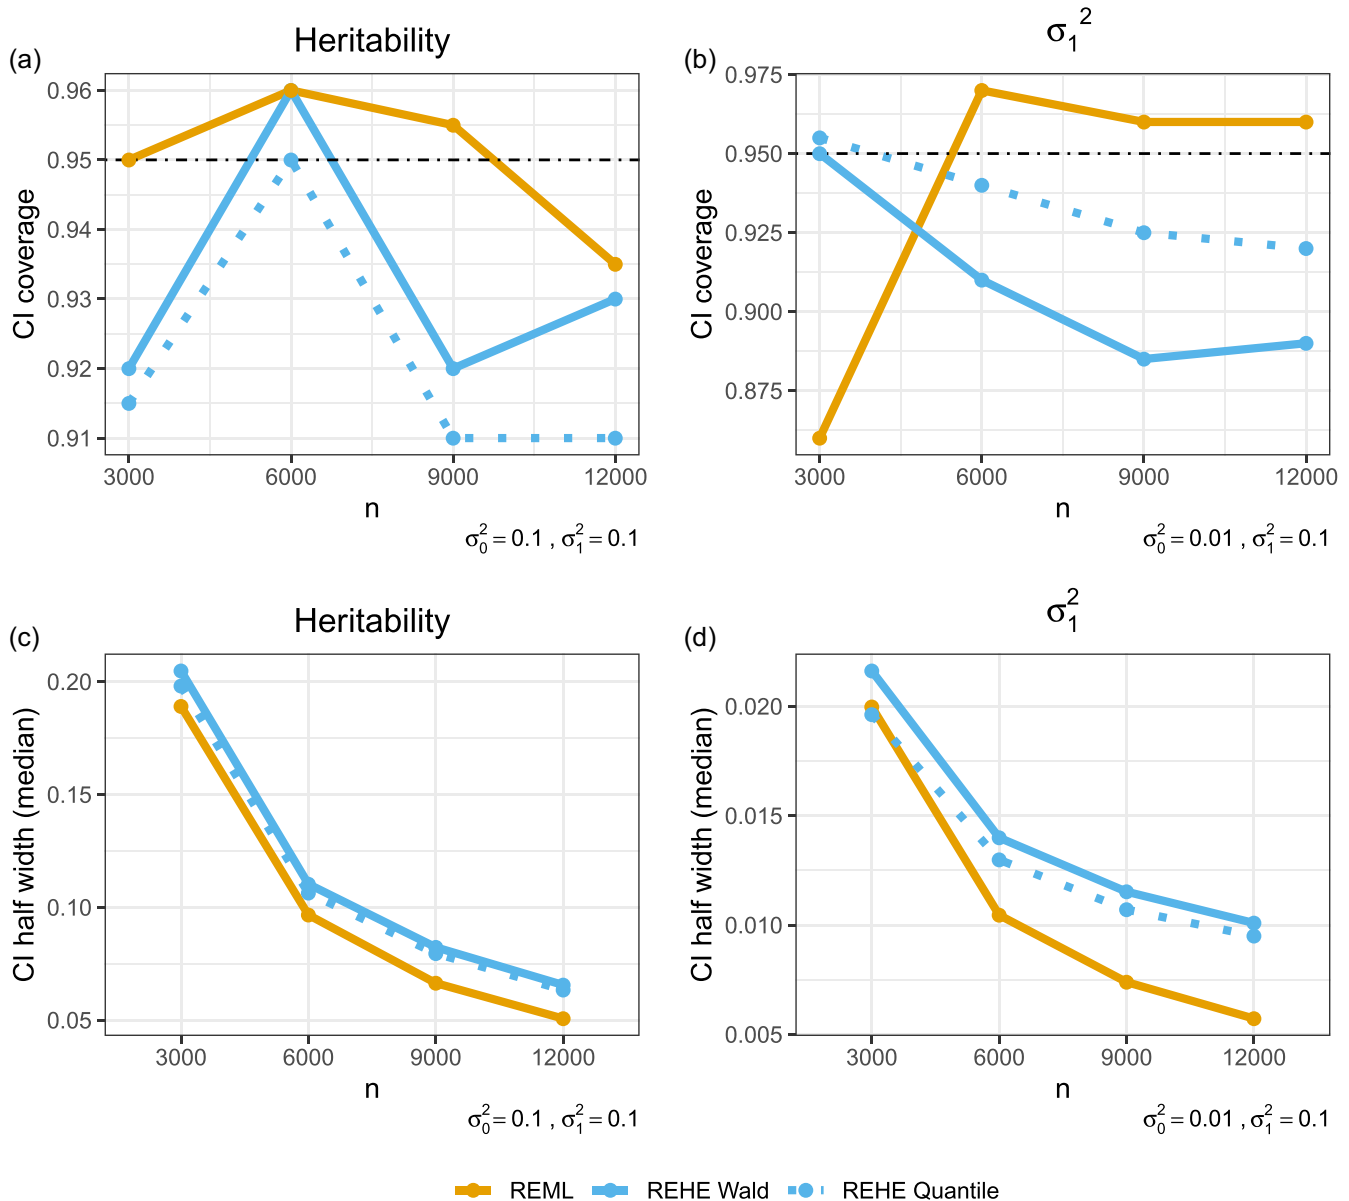 (a) Heritability
CI coverage
0.96
0.95
0.94
0.93
0.92
0.91
3000 6000 9000 12000
n
σ₀² = 0.1 , σ₁² = 0.1
(b) σ₁²
CI coverage
0.975
0.950
0.925
0.900
0.875
3000 6000 9000 12000
n
σ₀² = 0.01 , σ₁² = 0.1
(c) Heritability
CI half width (median)
0.20
0.15
0.10
0.05
3000 6000 9000 12000
n
σ₀² = 0.1 , σ₁² = 0.1
(d) σ₁²
CI half width (median)
0.020
0.015
0.010
0.005
3000 6000 9000 12000
n
σ₀² = 0.01 , σ₁² = 0.1
REML REHE Wald REHE Quantile